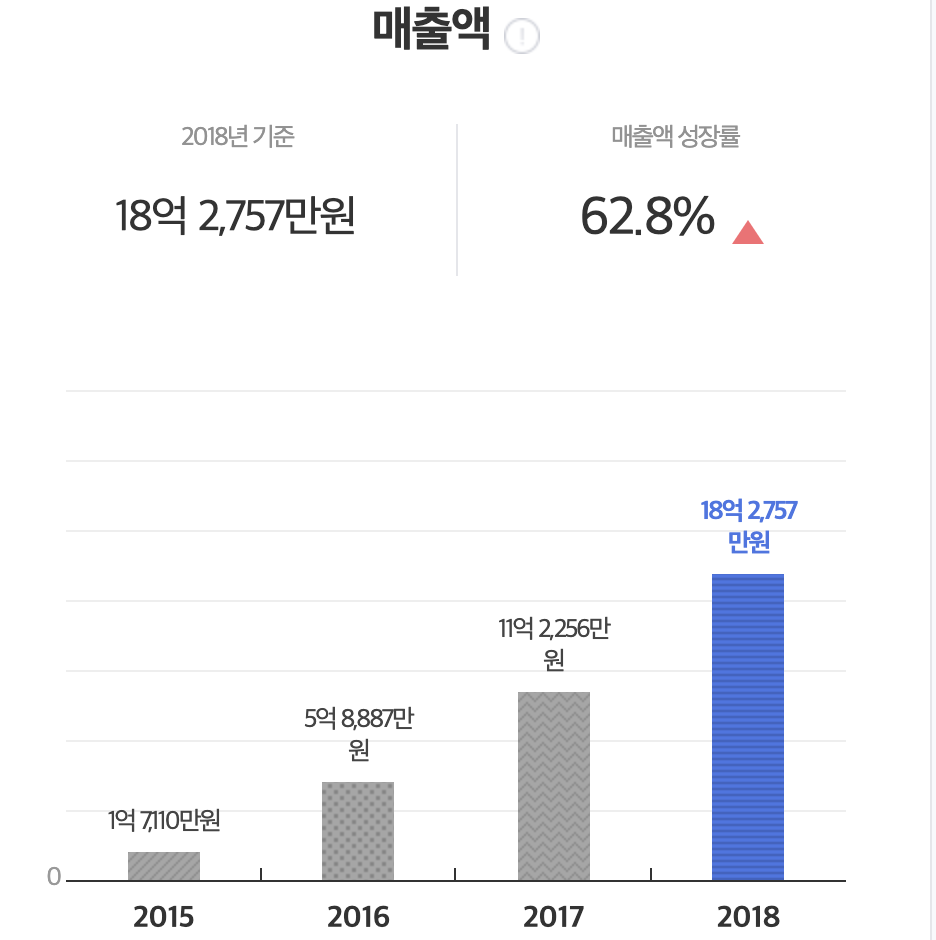 매출액 !
2018년 기준
매출액 성장률
18억 2,757만원
62.8%
18억 2,757
만원
11억 2,256만
원
5억 8,887만
원
1억 7,110만원
0
2015 2016 2017 2018